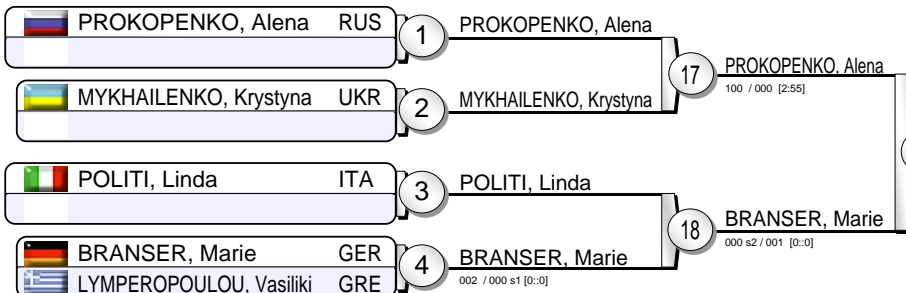 PROKOPENKO, Alena RUS
1
PROKOPENKO, Alena
MYKHAILENKO, Krystyna UKR
2
MYKHAILENKO, Krystyna
17
PROKOPENKO, Alena
100 / 000 [2:55]
POLITI, Linda ITA
3
POLITI, Linda
BRANSER, Marie GER
LYMPEROPOULOU, Vasiliki GRE
4
BRANSER, Marie
002 / 000 s1 [0::0]
18
BRANSER, Marie
000 s2 / 001 [0::0]